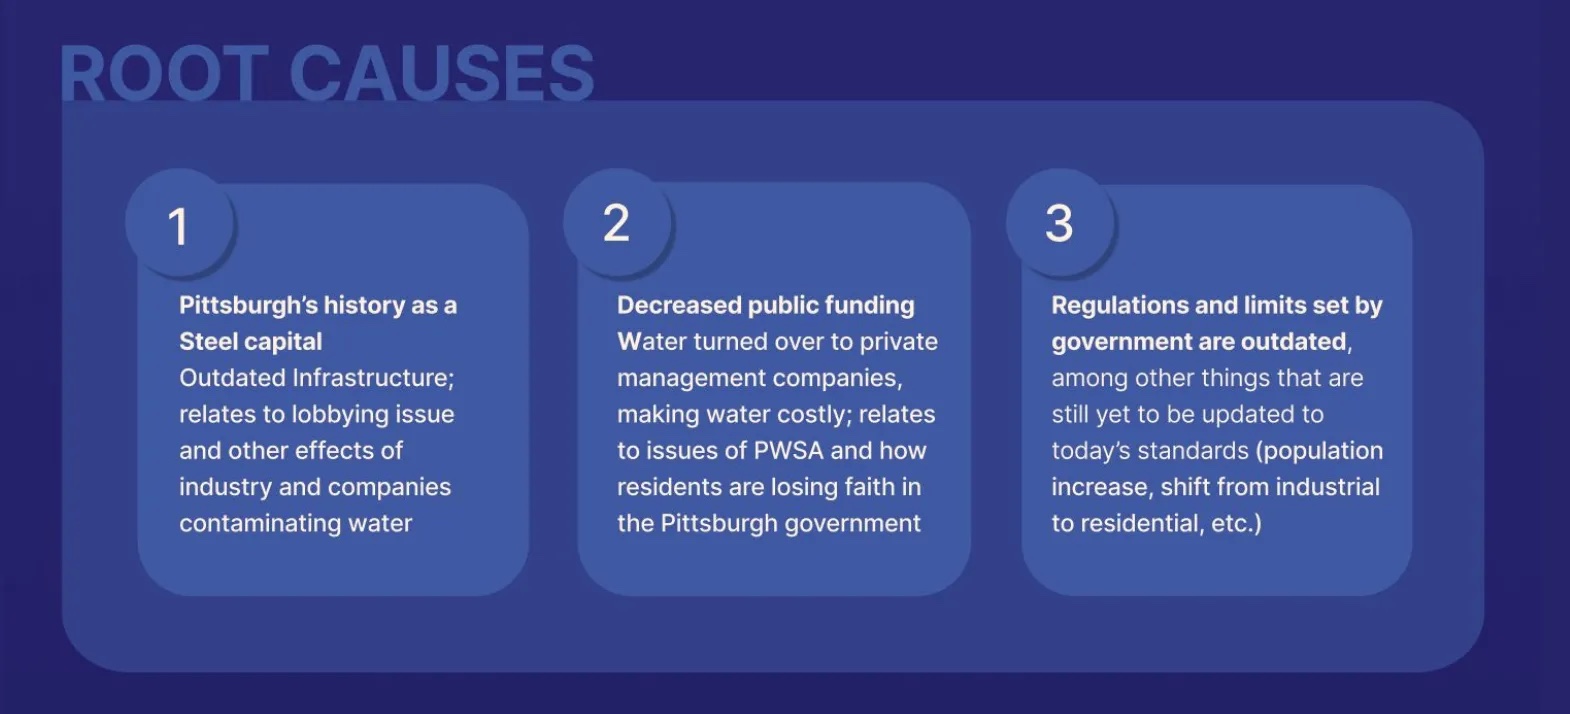 ROOT CAUSES
1
Pittsburgh’s history as a
Steel capital
Outdated Infrastructure;
relates to lobbying issue
and other effects of
industry and companies
contaminating water
2
Decreased public funding
Water turned over to private
management companies,
making water costly; relates
to issues of PWSA and how
residents are losing faith in
the Pittsburgh government
3
Regulations and limits set by
government are outdated,
among other things that are
still yet to be updated to
today’s standards (population
increase, shift from industrial
to residential, etc.)